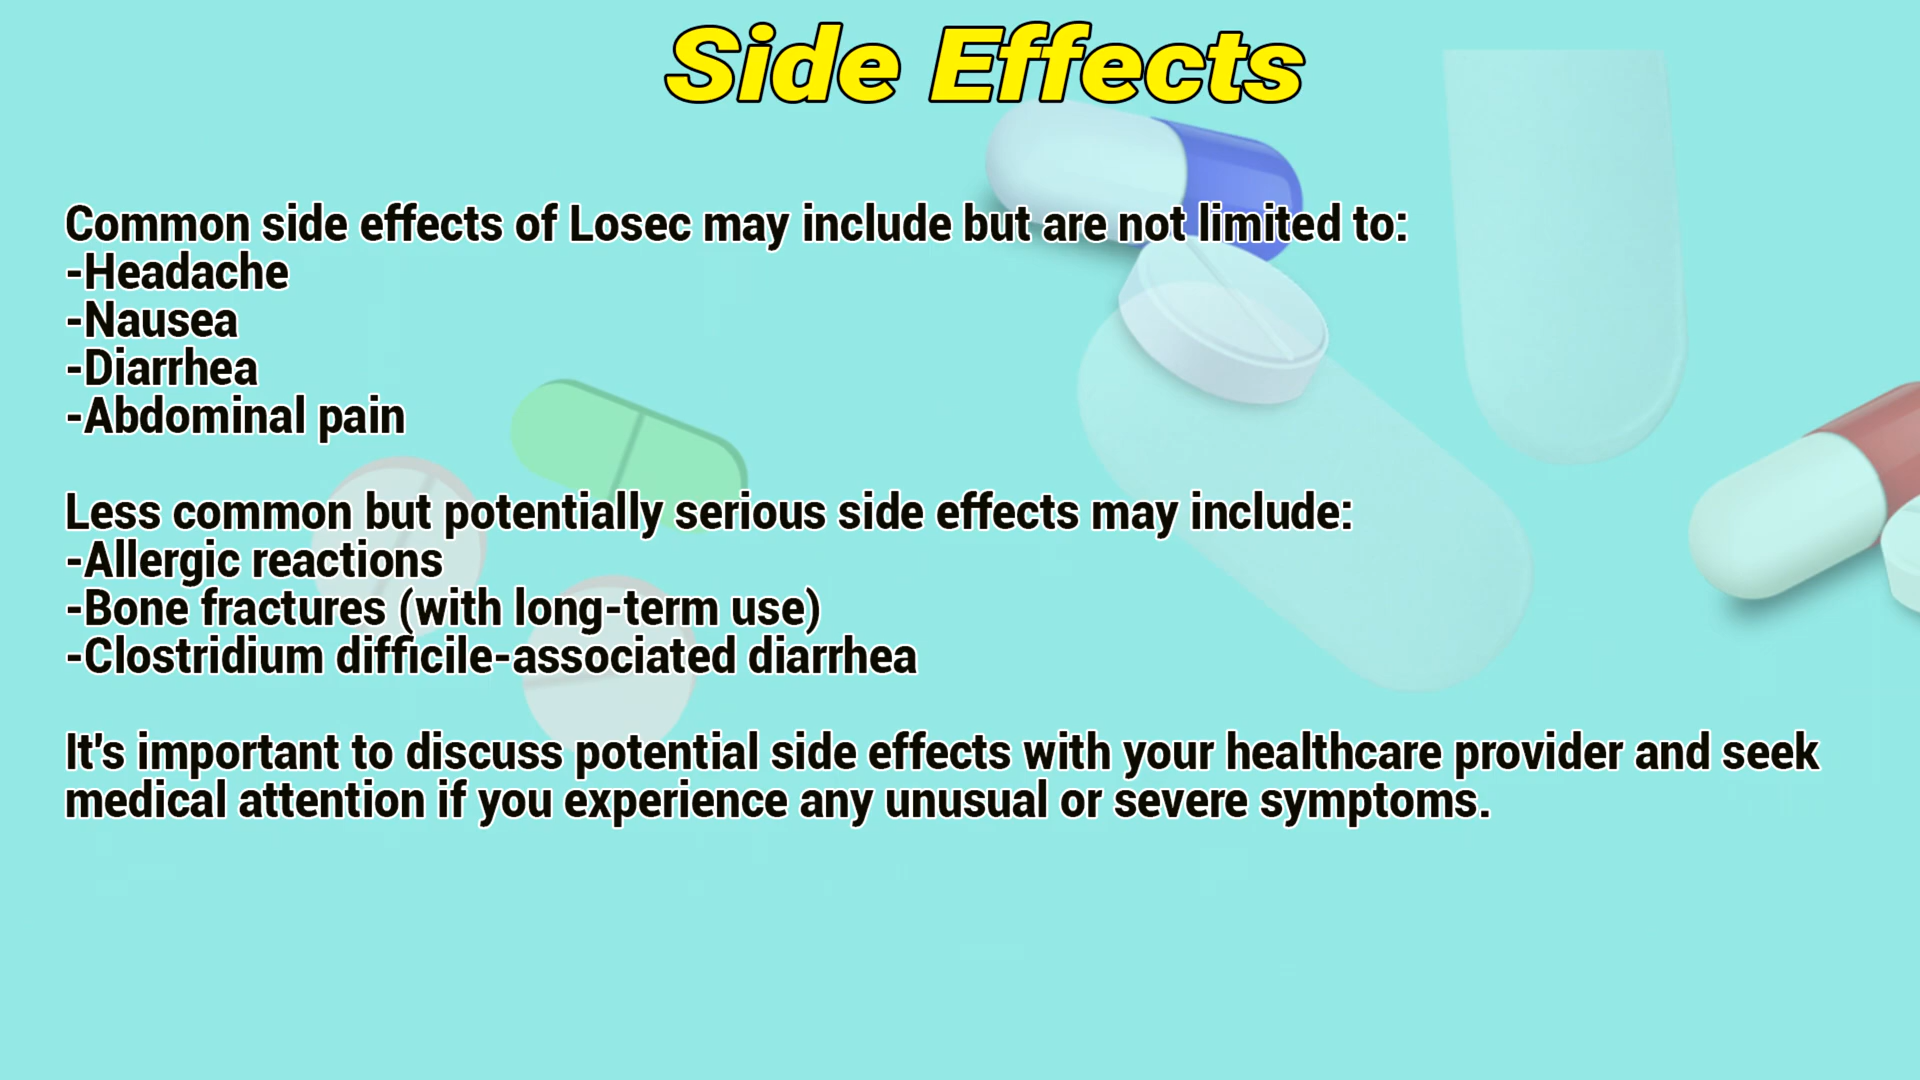 Side Effects
Common side effects of Losec may include but are not limited to:
-Headache
-Nausea
-Diarrhea
-Abdominal pain
Less common but potentially serious side effects may include:
-Allergic reactions
-Bone fractures (with long-term use)
-Clostridium difficile-associated diarrhea
It's important to discuss potential side effects with your healthcare provider and seek
medical attention if you experience any unusual or severe symptoms.